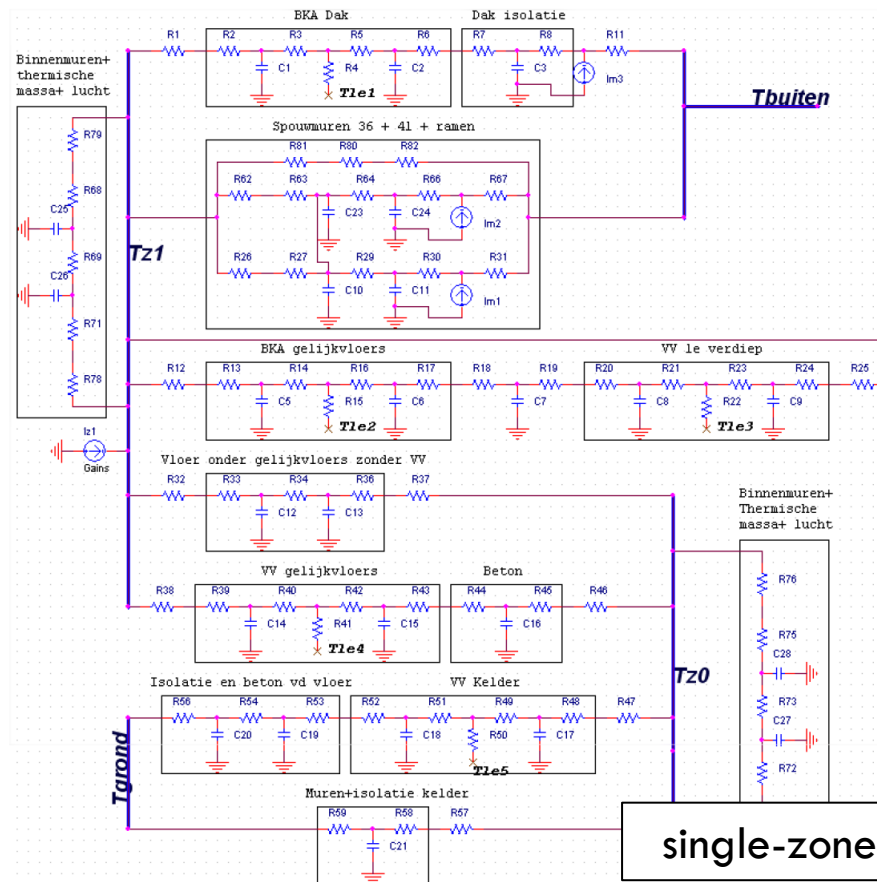 BKA Dak
Dak isolatie
R1
R2
R3
R5
R6
R7
R8
R11
C1
R4
C2
C3
Im3
Tle1
Binnenmuren+
thermische
massa+ lucht
Tbuiten
Spouwmuren 36 + 41 + ramen
R79
R81
R80
R82
R68
R62
R63
R64
R66
R67
C25
C23
C24
Im2
Tz1
R69
R26
R27
R29
R30
R31
C26
C10
C11
Im1
R71
BKA gelijkvloers
VV le verdiep
R78
R12
R13
R14
R16
R17
R18
R19
R20
R21
R23
R24
R25
C5
R15
C6
C7
C8
R22
C9
Tle2
Tle3
Iz1
Gains
Vloer onder gelijkvloers zonder VV
R32
R33
R34
R36
R37
C12
C13
Binnenmuren+
Thermische
massa+ lucht
VV gelijkvloers
Beton
R38
R39
R40
R42
R43
R44
R45
R46
C14
R41
C15
C16
Tle4
R76
R75
C28
Tz0
Isolatie en beton vd vloer
VV Kelder
R56
R54
R53
R52
R51
R49
R48
R47
C20
C19
C18
R50
C17
Tle5
R73
C27
R72
Tgrond
Muren+isolatie kelder
R59
R58
R57
C21
single-zone